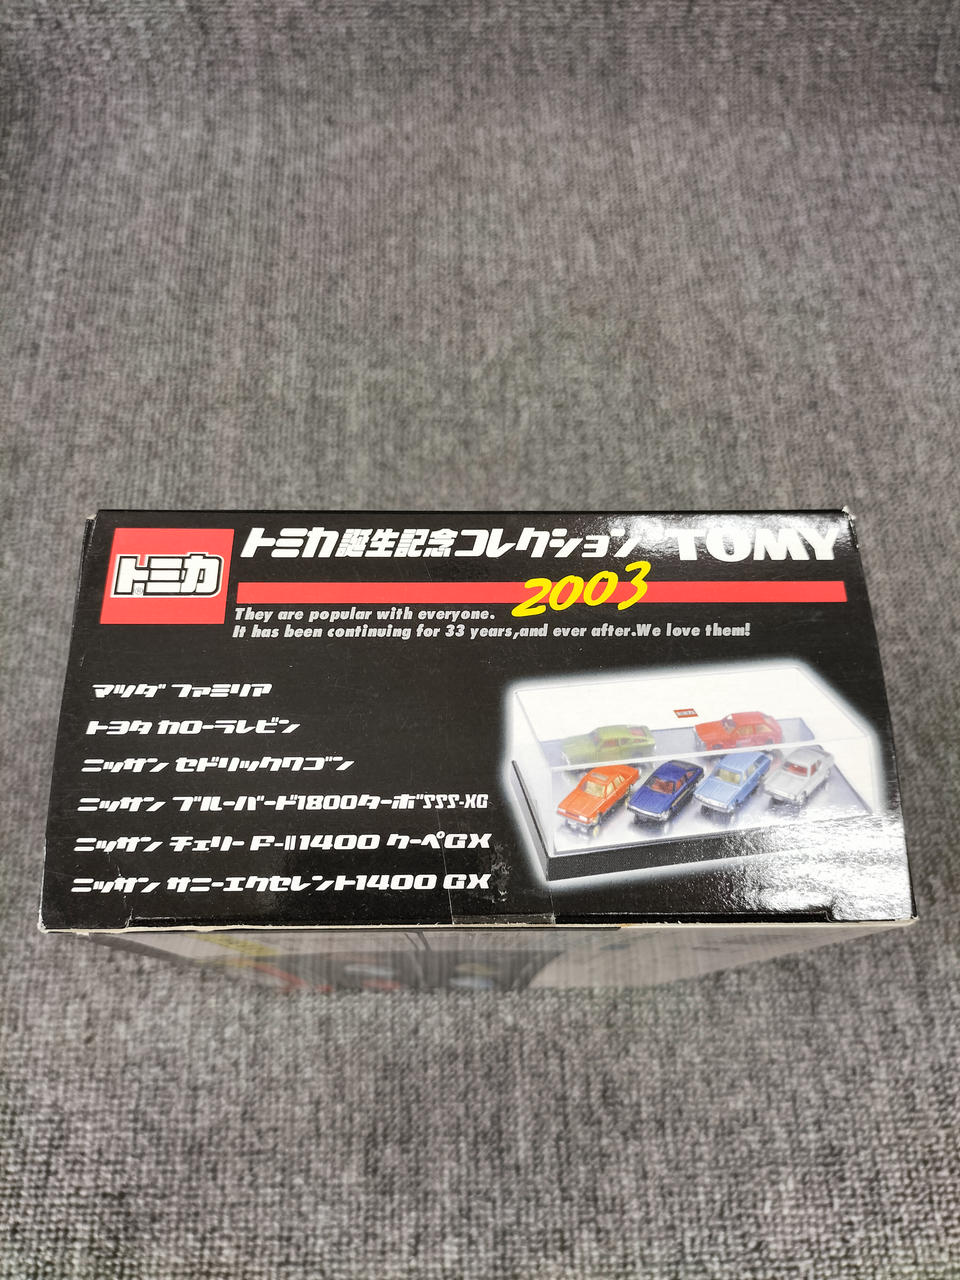 トミカ
トミカ誕生記念コレクション TOMY
2003
They are popular with everyone.
It has been continuing for 33 years,and ever after.We love them!
マツダ ファミリア
トヨタ カローラレビン
ニッサン セドリックワゴン
ニッサン ブルーバード1800ターボSSS-XG
ニッサン チェリーF-II1400 クーペGX
ニッサン サニーエクセレント1400 GX